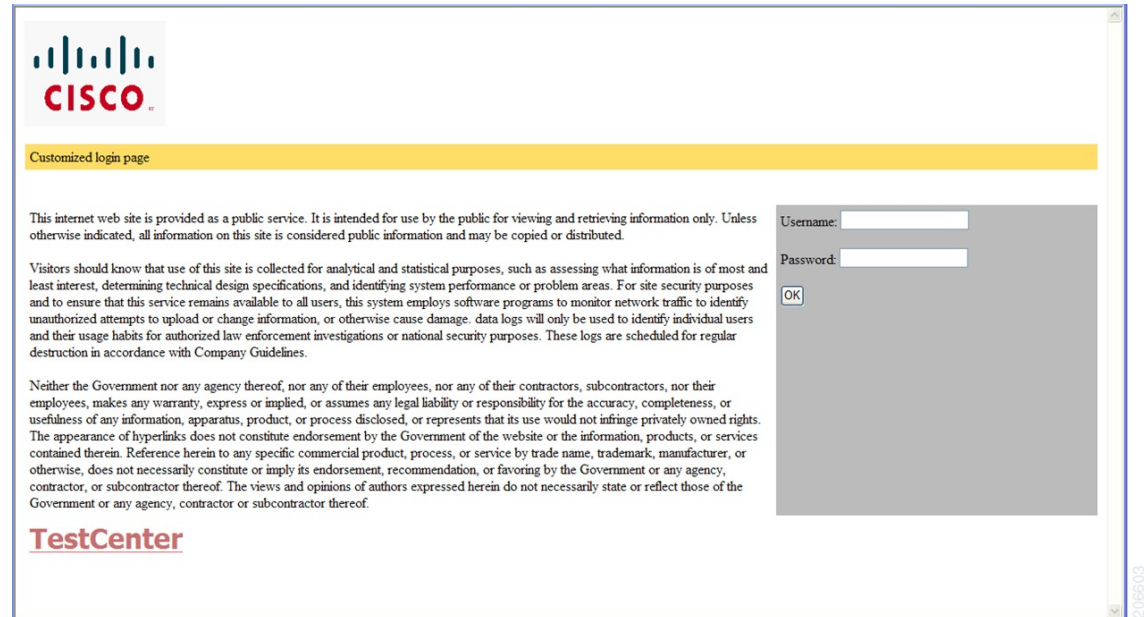 CISCO
Customized login page
This internet web site is provided as a public service. It is intended for use by the public for viewing and retrieving information only. Unless
otherwise indicated, all information on this site is considered public information and may be copied or distributed.
Visitors should know that use of this site is collected for analytical and statistical purposes, such as assessing what information is of most and
least interest, determining technical design specifications, and identifying system performance or problem areas. For site security purposes
and to ensure that this service remains available to all users, this system employs software programs to monitor network traffic to identify
unauthorized attempts to upload or change information, or otherwise cause damage. data logs will only be used to identify individual users
and their usage habits for authorized law enforcement investigations or national security purposes. These logs are scheduled for regular
destruction in accordance with Company Guidelines.
Neither the Government nor any agency thereof, nor any of their employees, nor any of their contractors, subcontractors, nor their
employees, makes any warranty, express or implied, or assumes any legal liability or responsibility for the accuracy, completeness, or
usefulness of any information, apparatus, product, or process disclosed, or represents that its use would not infringe privately owned rights.
The appearance of hyperlinks does not constitute endorsement by the Government of the website or the information, products, or services
contained therein. Reference herein to any specific commercial product, process, or service by trade name, trademark, manufacturer, or
otherwise, does not necessarily constitute or imply its endorsement, recommendation, or favoring by the Government or any agency,
contractor, or subcontractor thereof. The views and opinions of authors expressed herein do not necessarily state or reflect those of the
Government or any agency, contractor or subcontractor thereof.
TestCenter
Username:
Password:
OK
206603